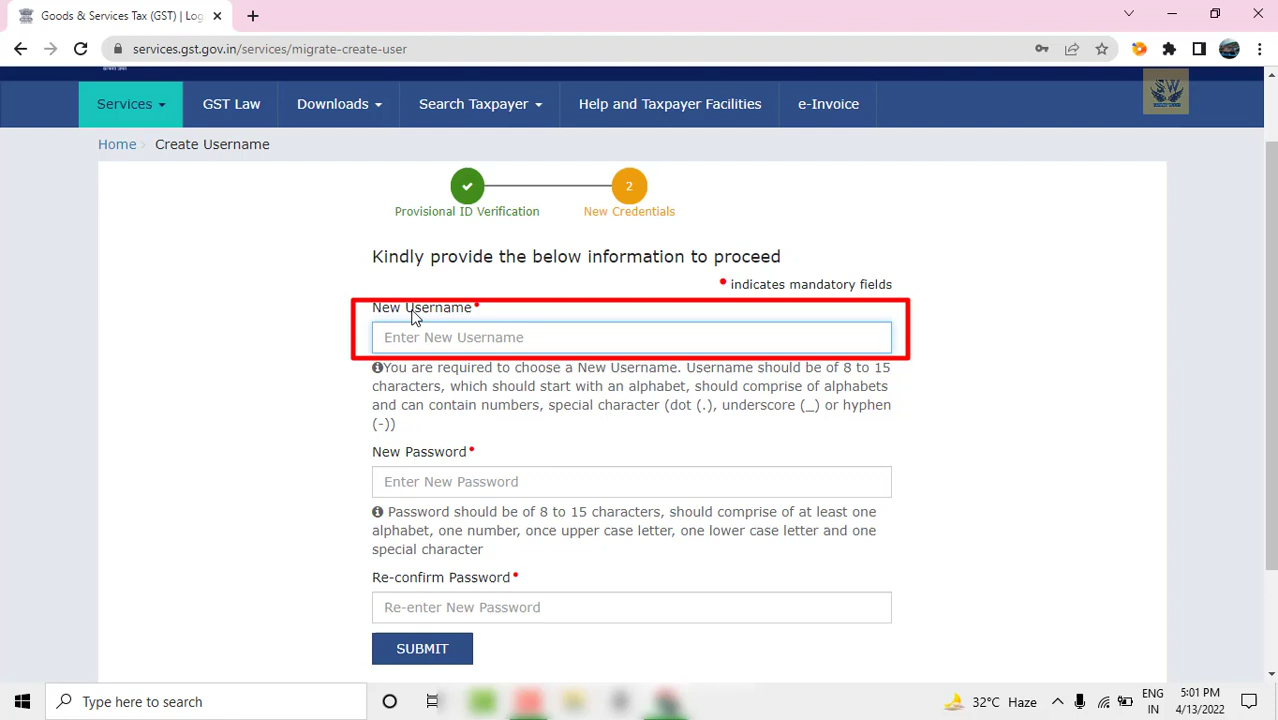 Goods & Services Tax (GST) | Log
services.gst.gov.in/services/migrate-create-user
Services
GST Law
Downloads
Search Taxpayer
Help and Taxpayer Facilities
e-Invoice
SW
Home
Create Username
2
Provisional ID Verification
New Credentials
Kindly provide the below information to proceed
• indicates mandatory fields
New Username•
Enter New Username
You are required to choose a New Username. Username should be of 8 to 15
characters, which should start with an alphabet, should comprise of alphabets
and can contain numbers, special character (dot (.), underscore (_) or hyphen
(-))
New Password•
Enter New Password
Password should be of 8 to 15 characters, should comprise of at least one
alphabet, one number, once upper case letter, one lower case letter and one
special character
Re-confirm Password•
Re-enter New Password
SUBMIT
Type here to search
32°C Haze
ENG
IN
5:01 PM
4/13/2022